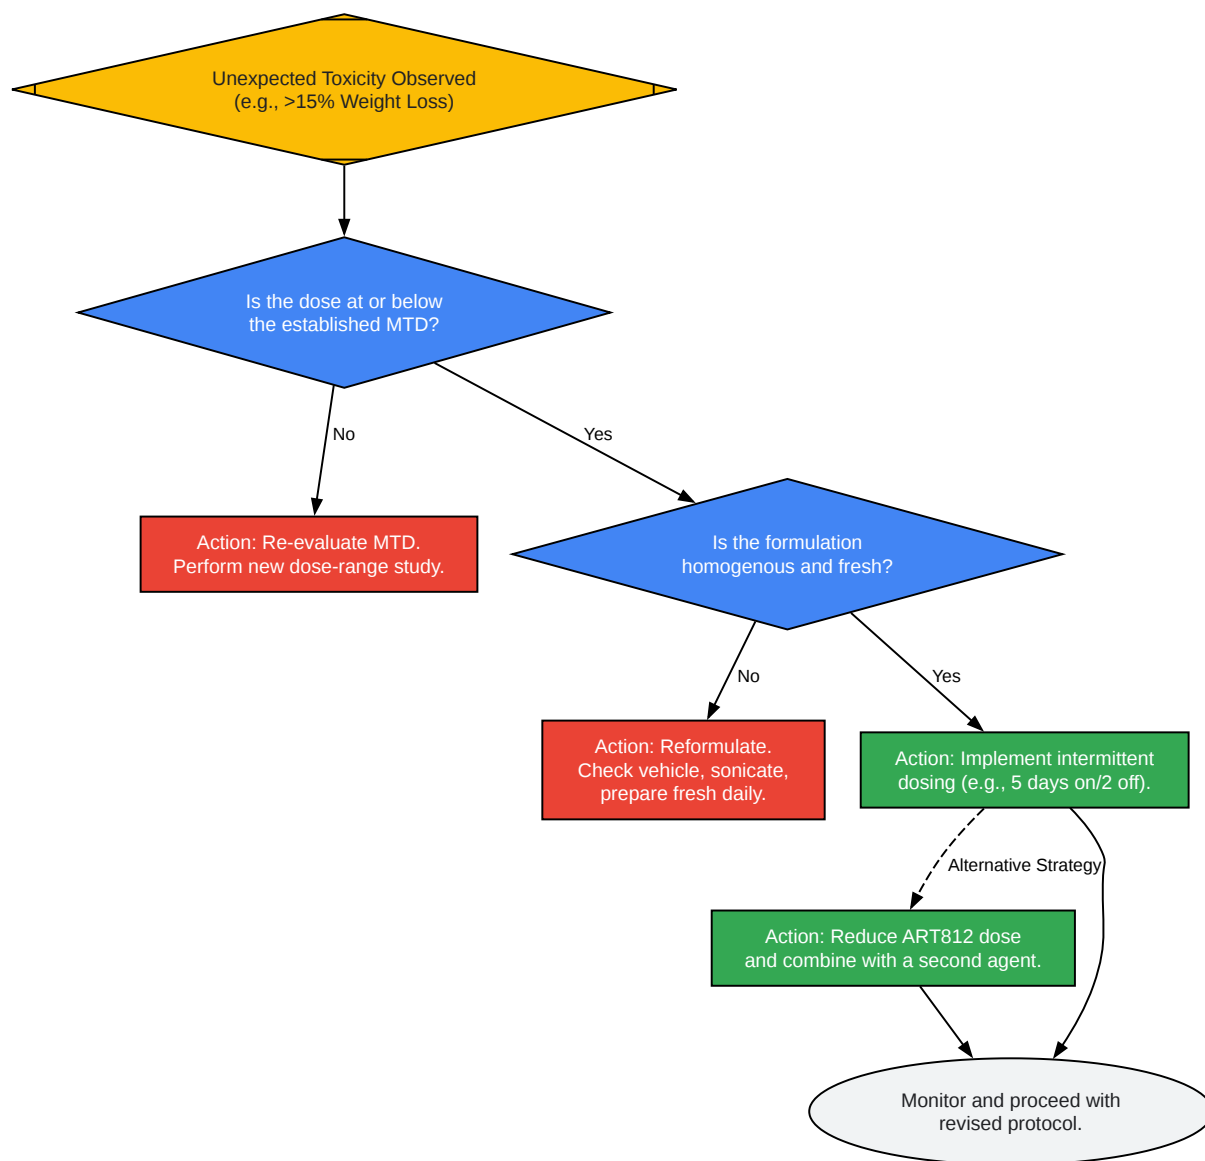 Unexpected Toxicity Observed
(e.g., >15% Weight Loss)
Is the dose at or below
the established MTD?
No
Yes
Action: Re-evaluate MTD.
Perform new dose-range study.
Is the formulation
homogenous and fresh?
No
Yes
Action: Reformulate.
Check vehicle, sonicate,
prepare fresh daily.
Action: Implement intermittent
dosing (e.g., 5 days on/2 off).
Alternative Strategy
Action: Reduce ART812 dose
and combine with a second agent.
Monitor and proceed with
revised protocol.